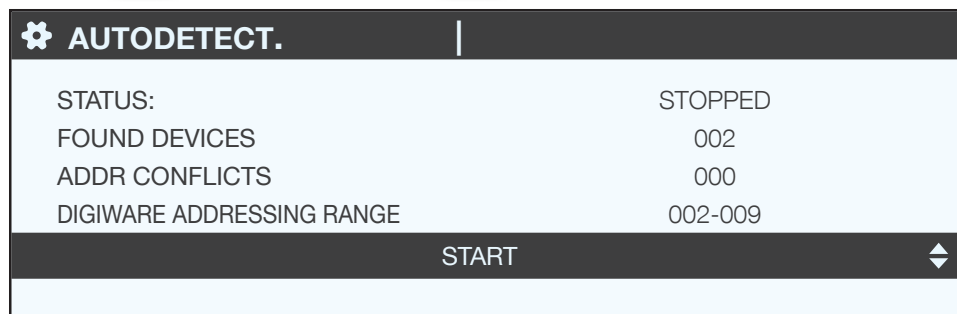 AUTODETECT.
STATUS: STOPPED
FOUND DEVICES 002
ADDR CONFLICTS 000
DIGIWARE ADDRESSING RANGE 002-009
START